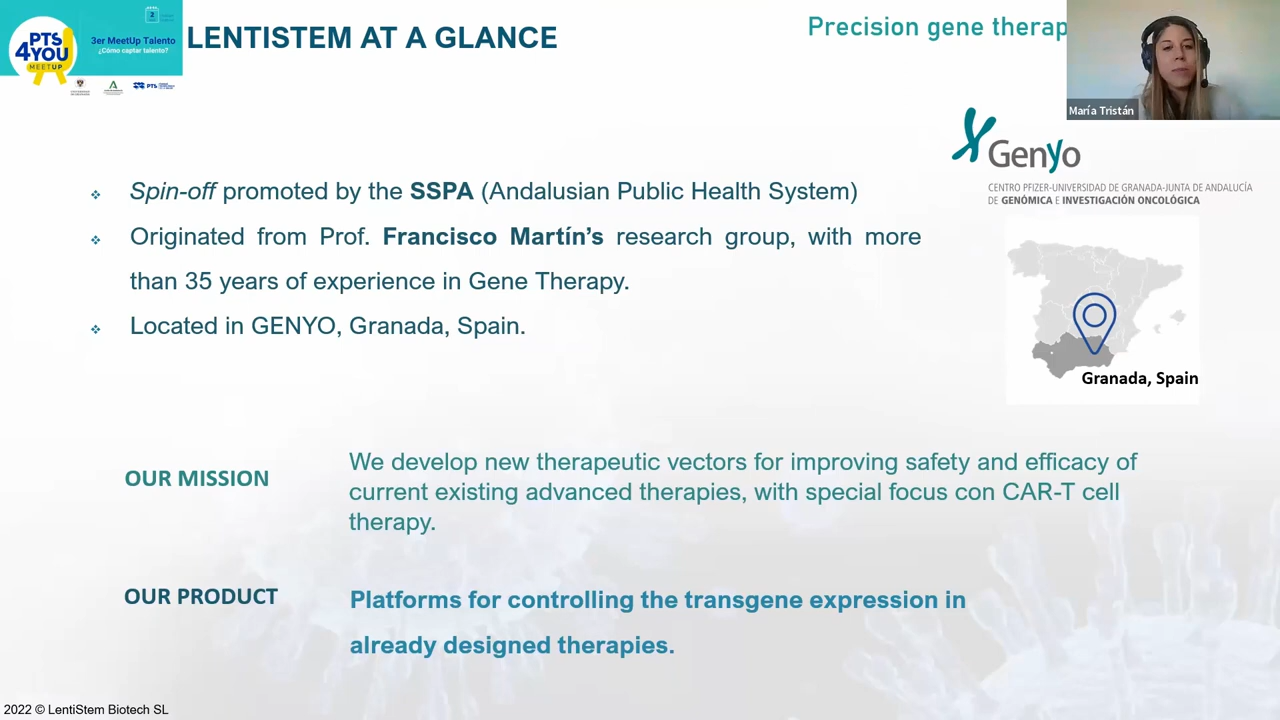 PTS
4YOU
MEETUP
2
3er MeetUp Talento
¿Cómo captar talento?
PTS
LENTISTEM AT A GLANCE
Precision gene therap
María Tristán
Genyo
CENTRO PFIZER-UNIVERSIDAD DE GRANADA-JUNTA DE ANDALUCÍA
DE GENÓMICA E INVESTIGACIÓN ONCOLÓGICA
Spin-off promoted by the SSPA (Andalusian Public Health System)
Originated from Prof. Francisco Martín’s research group, with more
than 35 years of experience in Gene Therapy.
Located in GENYO, Granada, Spain.
Granada, Spain
OUR MISSION
We develop new therapeutic vectors for improving safety and efficacy of
current existing advanced therapies, with special focus con CAR-T cell
therapy.
OUR PRODUCT
Platforms for controlling the transgene expression in
already designed therapies.
2022 © LentiStem Biotech SL